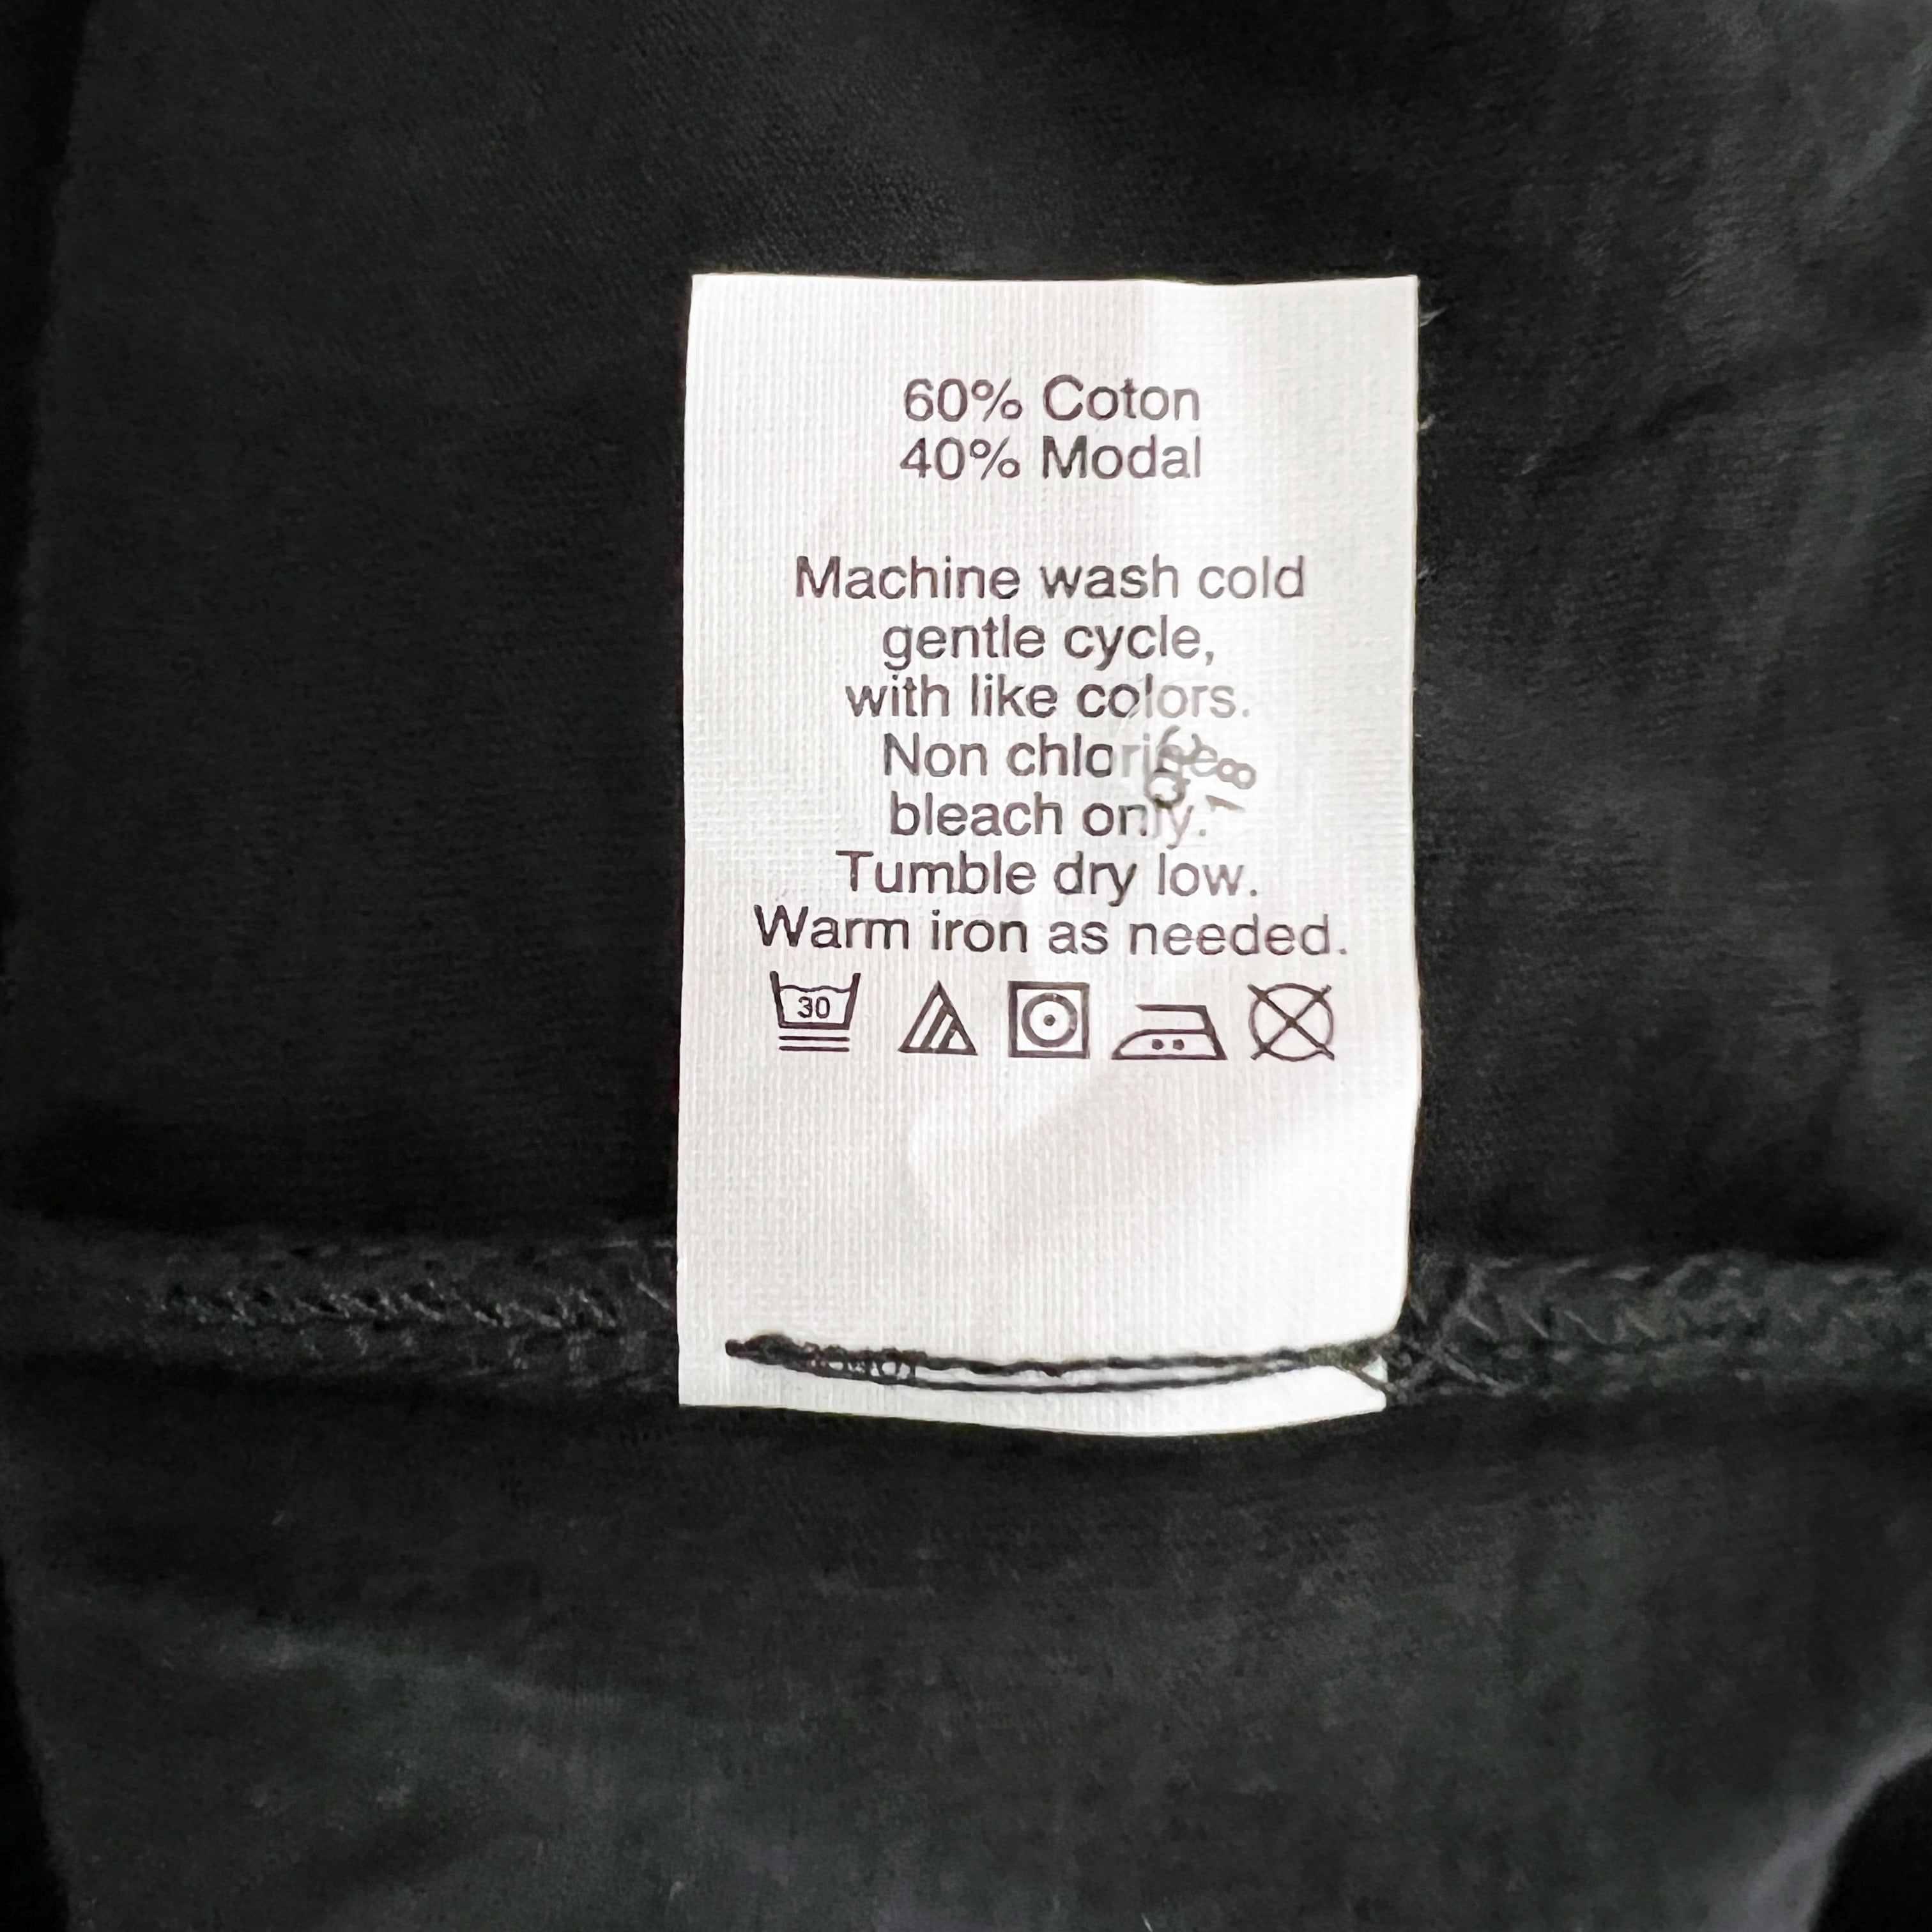 60% Coton
40% Modal
Machine wash cold
gentle cycle,
with like colors.
Non chlorine
bleach only.
Tumble dry low.
Warm iron as needed.
30